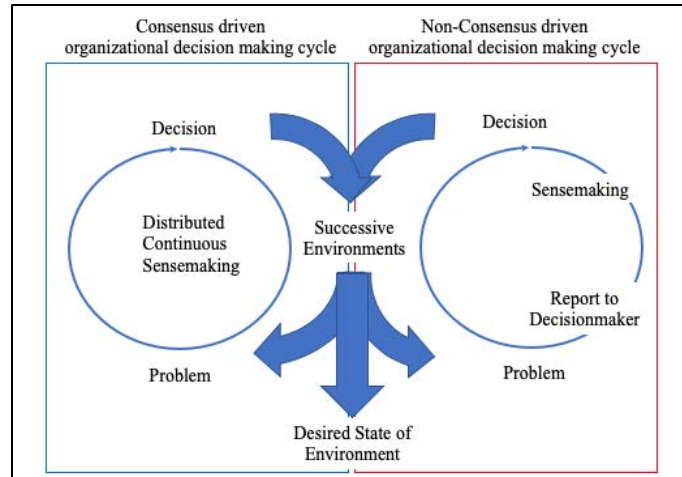 Consensus driven
organizational decision making cycle
Non-Consensus driven
organizational decision making cycle
Decision
Distributed
Continuous
Sensemaking
Problem
Successive
Environments
Desired State of
Environment
Decision
Sensemaking
Report to
Decisionmaker
Problem